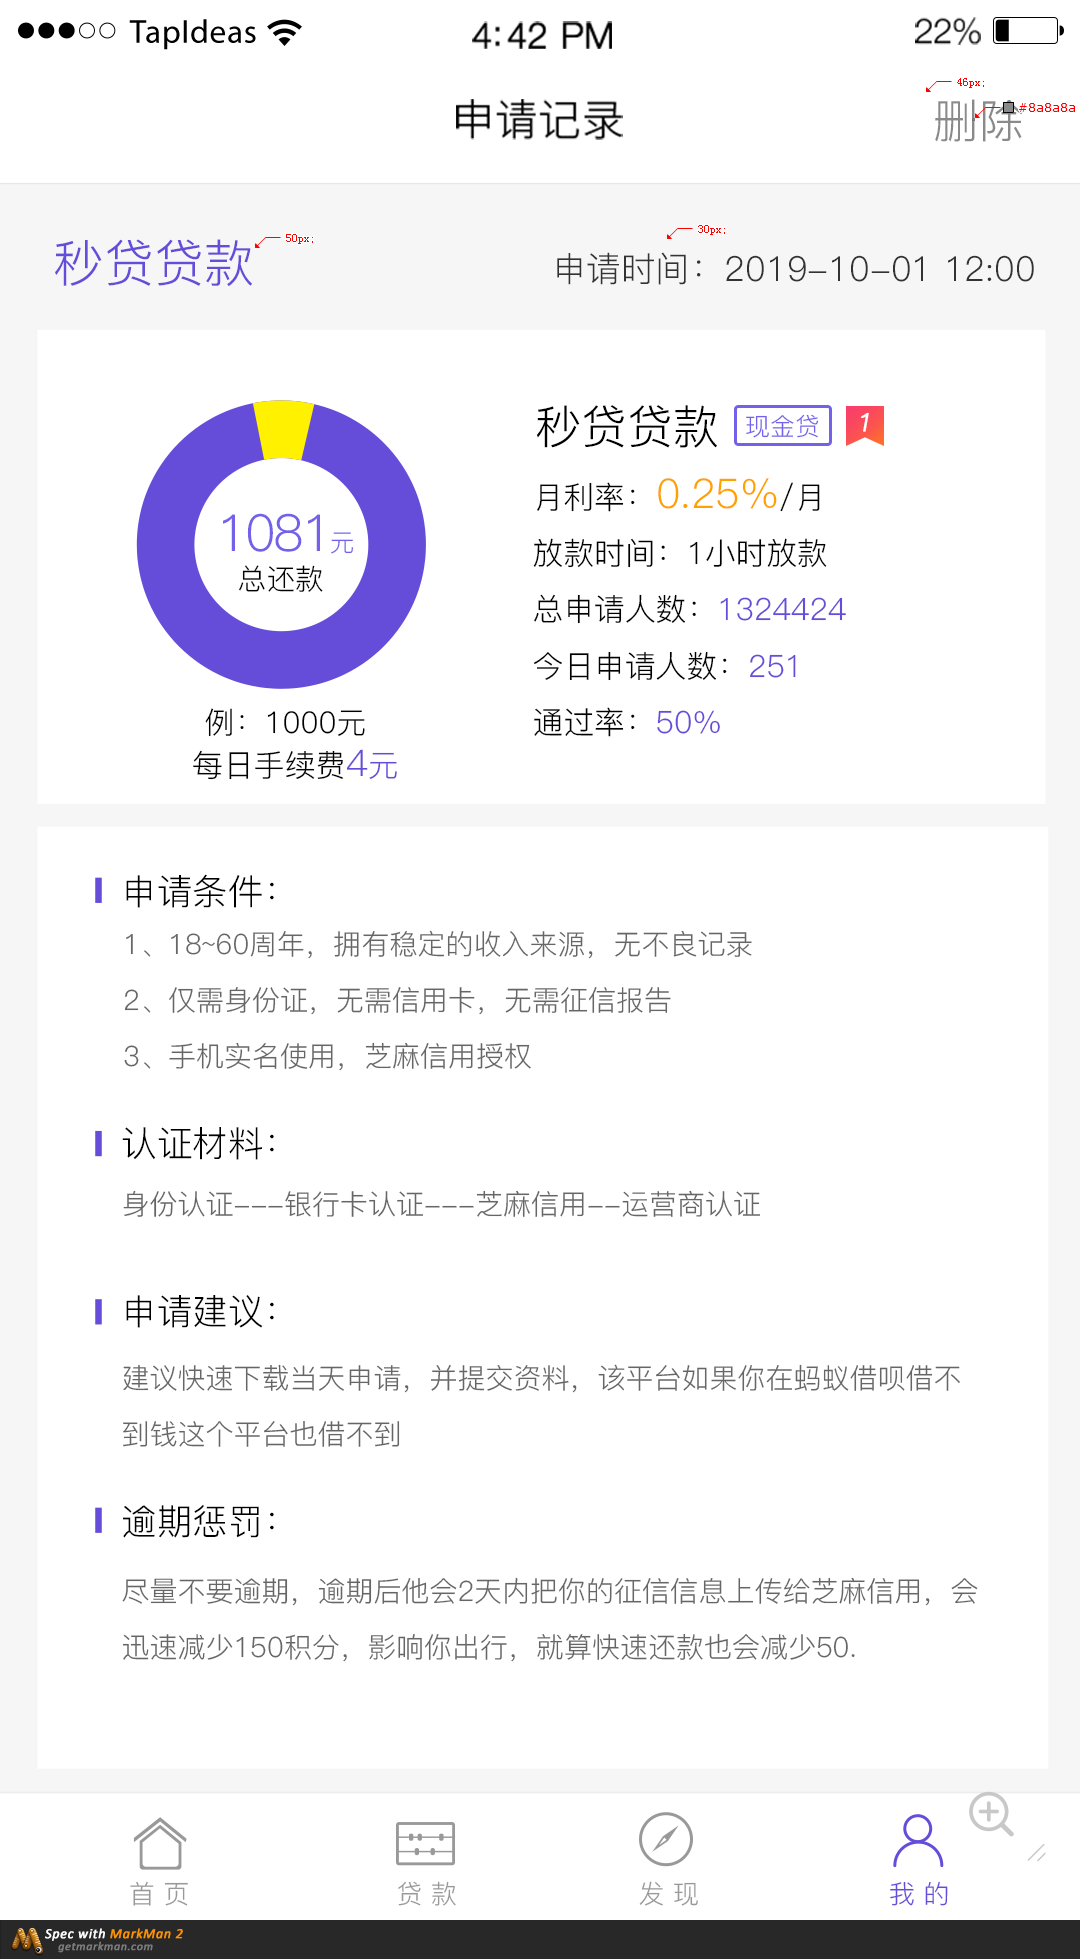 TapIdeas
4:42 PM
22%
46px;
申请记录
删除
#8a8a8a
秒贷贷款
50px;
30px;
申请时间：2019-10-01 12:00
1081元
总还款
例：1000元
每日手续费4元
秒贷贷款 现金贷 1
月利率：0.25%/月
放款时间：1小时放款
总申请人数：1324424
今日申请人数：251
通过率：50%
申请条件：
1、18~60周年，拥有稳定的收入来源，无不良记录
2、仅需身份证，无需信用卡，无需征信报告
3、手机实名使用，芝麻信用授权
认证材料：
身份认证---银行卡认证---芝麻信用--运营商认证
申请建议：
建议快速下载当天申请，并提交资料，该平台如果你在蚂蚁借呗借不
到钱这个平台也借不到
逾期惩罚：
尽量不要逾期，逾期后他会2天内把你的征信信息上传给芝麻信用，会
迅速减少150积分，影响你出行，就算快速还款也会减少50.
首页
贷款
发现
我的
Spec with MarkMan 2
getmarkman.com